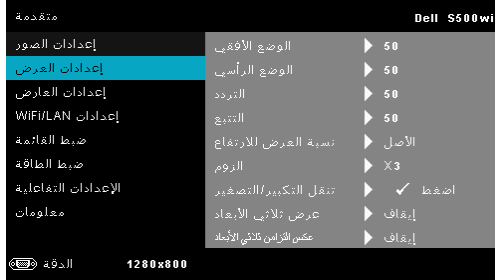 متقدمة
Dell S500wi
إعدادات الصور
إعدادات العرض
إعدادات العارض
إعدادات WiFi/LAN
ضبط القائمة
ضبط الطاقة
الإعدادات التفاعلية
معلومات
الوضع الأفقي 50
الوضع الرأسي 50
التردد 50
التتبع 50
نسبة العرض للارتفاع الأصل
الزوم X3
تنقل التكبير/التصغير ✓ اضغط
عرض ثلاثي الأبعاد إيقاف
عكس التزامن ثلاثي الأبعاد إيقاف
الدقة 1280x800